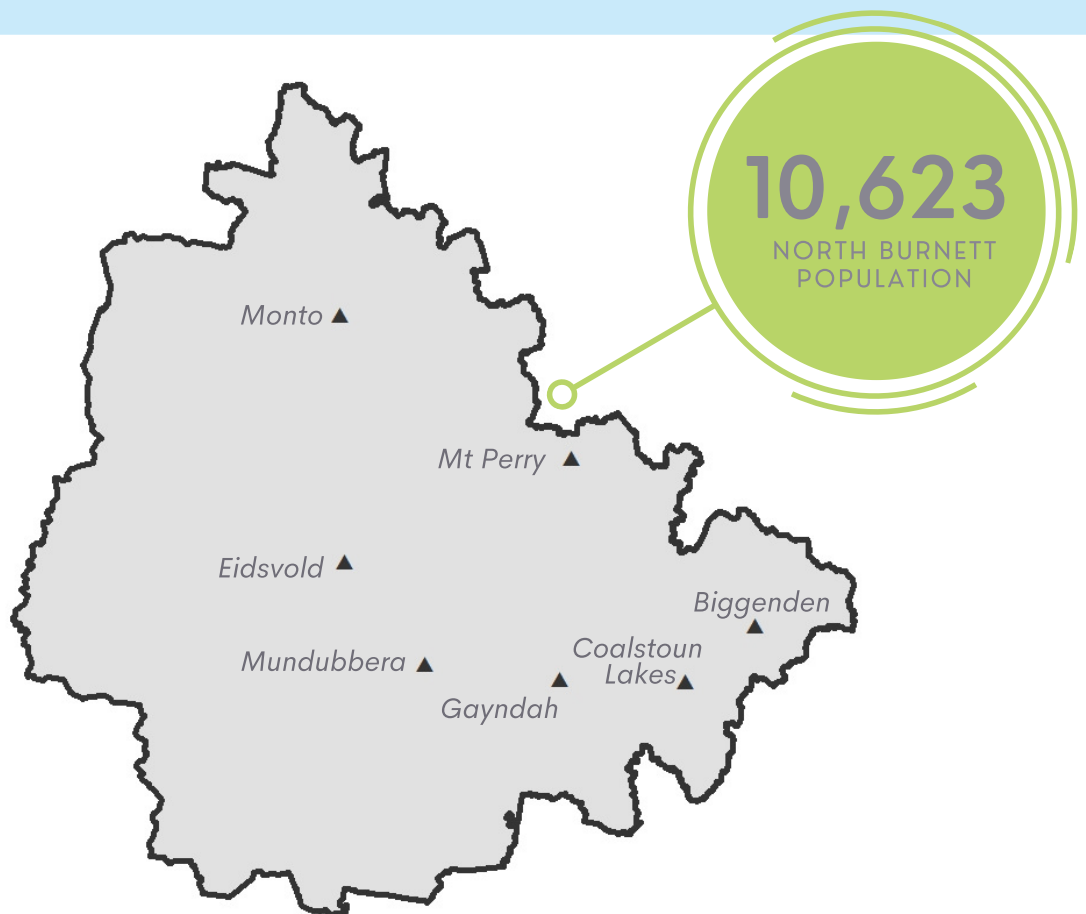 10,623
NORTH BURNETT
POPULATION
Monto
Mt Perry
Eidsvold
Biggenden
Coalstoun
Lakes
Mundubbera
Gayndah